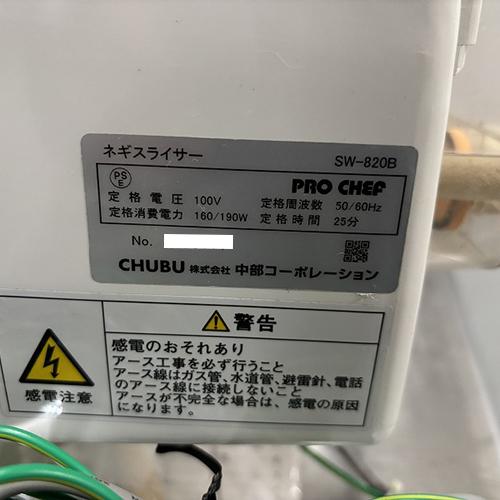 ネギスライサー SW-820B
PS
E
PRO CHEF
定格電圧 100V 定格周波数 50/60Hz
定格消費電力 160/190W 定格時間 25分
No.
CHUBU 株式会社 中部コーポレーション
警告
感電注意
感電のおそれあり
アース工事を必ず行うこと
アース線はガス管、水道管、避雷針、電話
のアース線に接続しないこと
アースが不完全な場合は、感電の原因
になります。